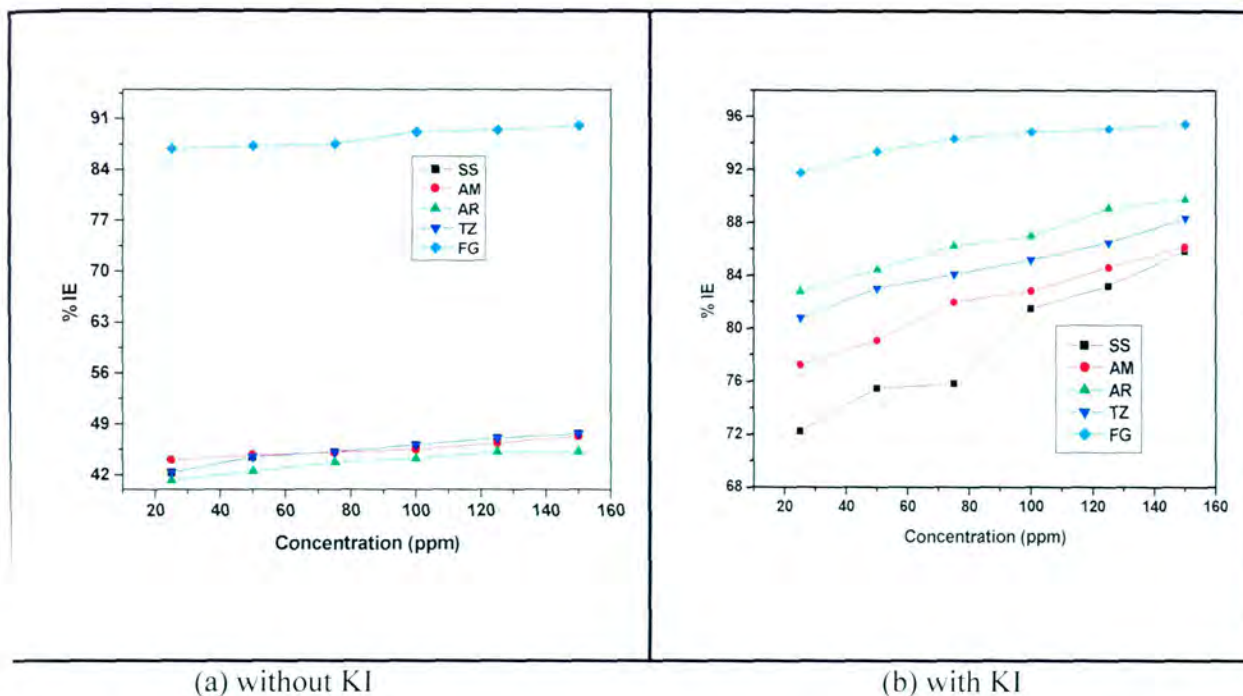 91
84
77
70
63
56
49
42
% IE
SS
AM
AR
TZ
FG
20 40 60 80 100 120 140 160
Concentration (ppm)
(a) without KI
96
92
88
84
80
76
72
68
% IE
SS
AM
AR
TZ
FG
20 40 60 80 100 120 140 160
Concentration (ppm)
(b) with KI